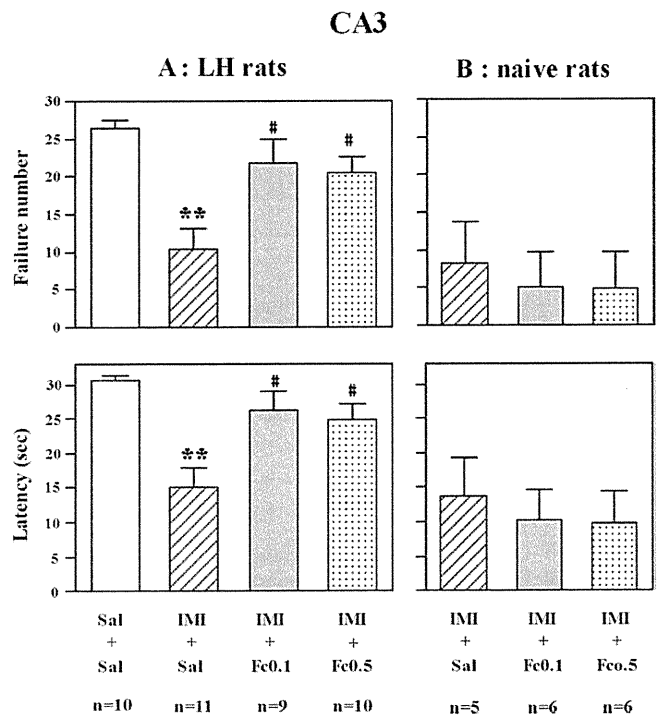 CA3
A : LH rats
B : naive rats
Failure number
30
25
20
15
10
5
0
**
#
#
Latency (sec)
30
25
20
15
10
5
0
**
#
#
Sal IMI IMI IMI IMI IMI IMI
+ + + + + + +
Sal Sal Fc0.1 Fc0.5 Sal Fc0.1 Fco.5
n=10 n=11 n=9 n=10 n=5 n=6 n=6